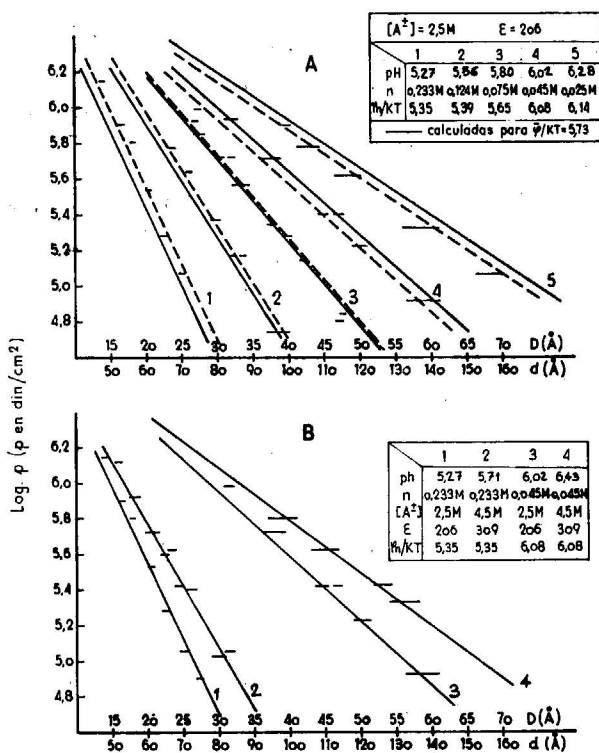 A
[A±] = 2,5M ε = 206
1 2 3 4 5
pH 5,27 5,56 5,80 6,02 6,28
n 0,233M 0,124M 0,075M 0,045M 0,025M
/KT 5,35 5,39 5,65 6,08 6,14
calculadas para φ̄/KT=5,73
6,2
6,0
5,8
5,6
5,4
5,2
5,0
4,8
1 2 3 4 5
15 20 25 30 35 40 45 50 55 60 65 70 D(Å)
50 60 70 80 90 100 110 120 130 140 150 160 d(Å)
Log. p (p en din/cm²)
B
1 2 3 4
ph 5,27 5,71 6,02 6,43
n 0,233M 0,233M 0,045M 0,045M
[A±] 2,5M 4,5M 2,5M 4,5M
ε 206 309 206 309
/KT 5,35 5,35 6,08 6,08
6,2
6,0
5,8
5,6
5,4
5,2
5,0
4,8
1 2 3 4
15 20 25 30 35 40 45 50 55 60 65 70 D(Å)
50 60 70 80 90 100 110 120 130 140 150 160 d(Å)